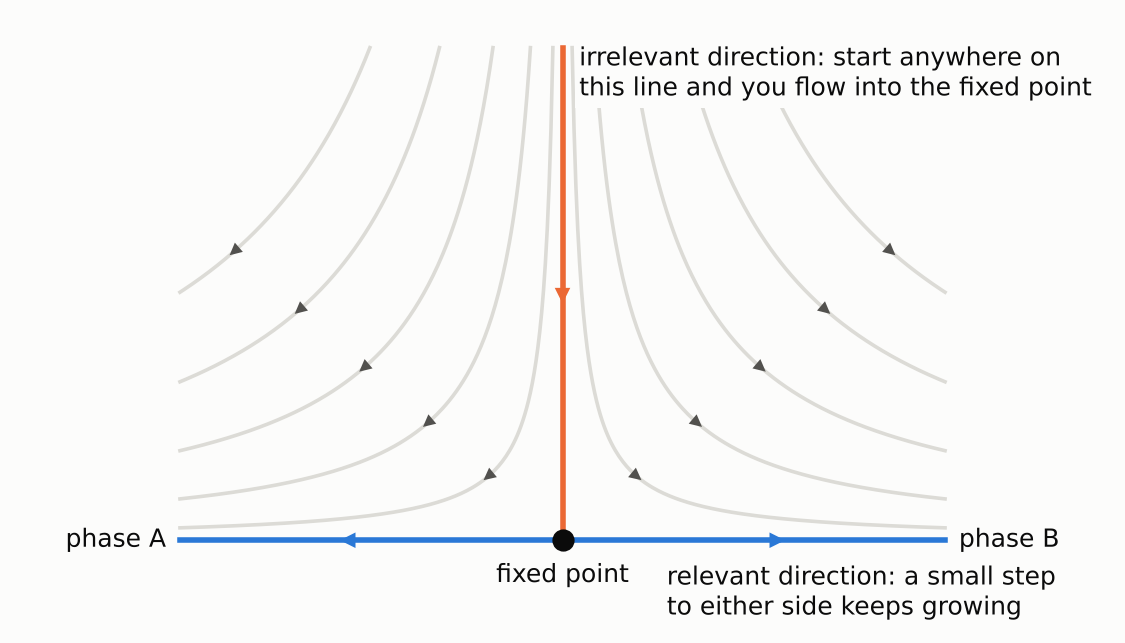 irrelevant direction: start anywhere on
this line and you flow into the fixed point
phase A
phase B
fixed point
relevant direction: a small step
to either side keeps growing